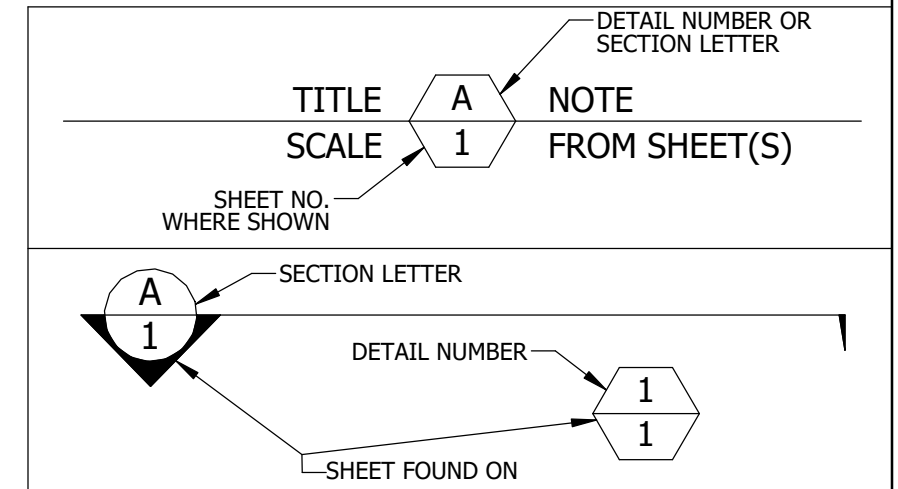 DETAIL NUMBER OR
SECTION LETTER
TITLE A NOTE
SCALE 1 FROM SHEET(S)
SHEET NO.
WHERE SHOWN
A
SECTION LETTER
1
DETAIL NUMBER
1
1
SHEET FOUND ON